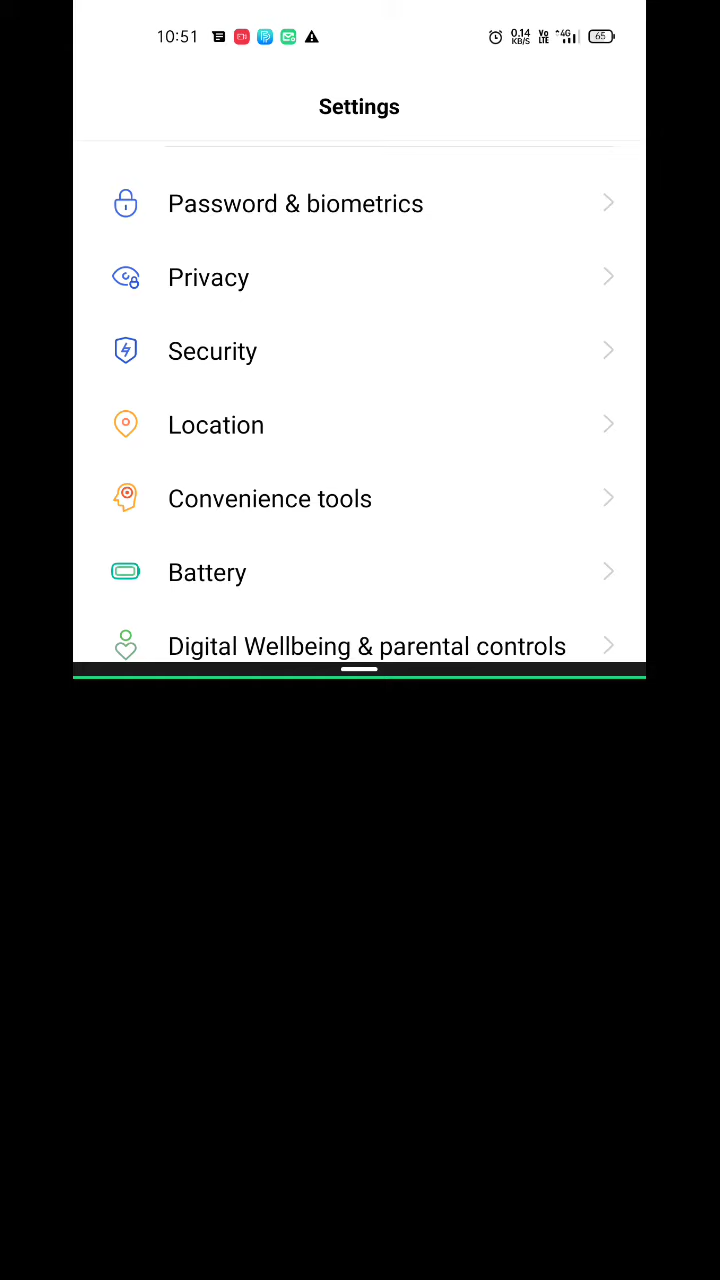 10:51
0.14 KB/S
Vo LTE
4G
65
Settings
Password & biometrics
Privacy
Security
Location
Convenience tools
Battery
Digital Wellbeing & parental controls